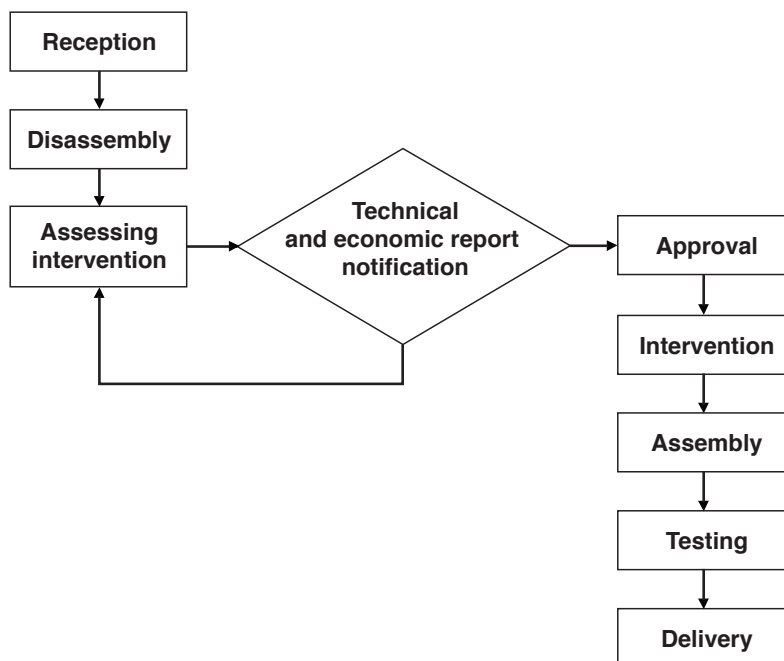 Reception
Disassembly
Assessing
intervention
Technical
and economic report
notification
Approval
Intervention
Assembly
Testing
Delivery